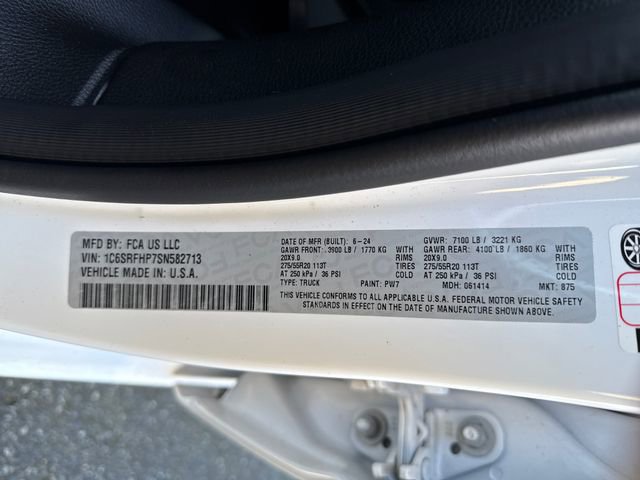 MFD BY: FCA US LLC
VIN: 1C6SRFHP7SN582713
VEHICLE MADE IN U.S.A.
DATE OF MFR (BUILT): 6-24 GVWR: 7100 LB / 3221 KG
GAWR FRONT: 3900 LB / 1770 KG WITH GAWR REAR: 4100 LB / 1860 KG WITH
20X9.0 RIMS 20X9.0 RIMS
275/55R20 113T TIRES 275/55R20 113T TIRES
AT 250 kPa / 36 PSI COLD AT 250 kPa / 36 PSI COLD
TYPE: TRUCK PAINT: PW7 MDH: 061414 MKT: 875
THIS VEHICLE CONFORMS TO ALL APPLICABLE U.S.A. FEDERAL MOTOR VEHICLE SAFETY
STANDARDS IN EFFECT ON THE DATE OF MANUFACTURE SHOWN ABOVE.